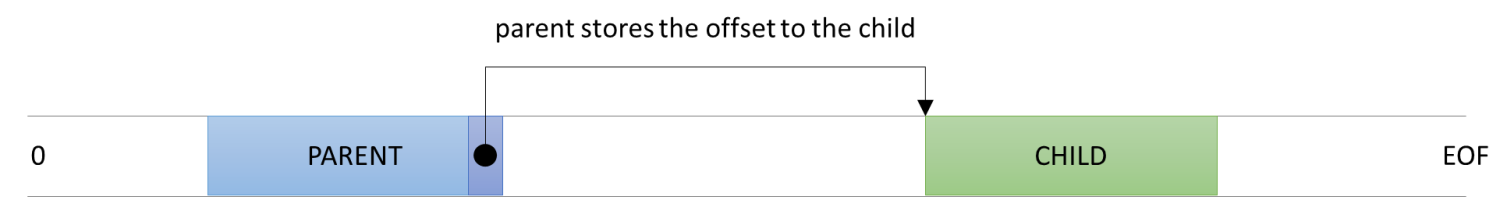 parent stores the offset to the child
0 PARENT CHILD EOF